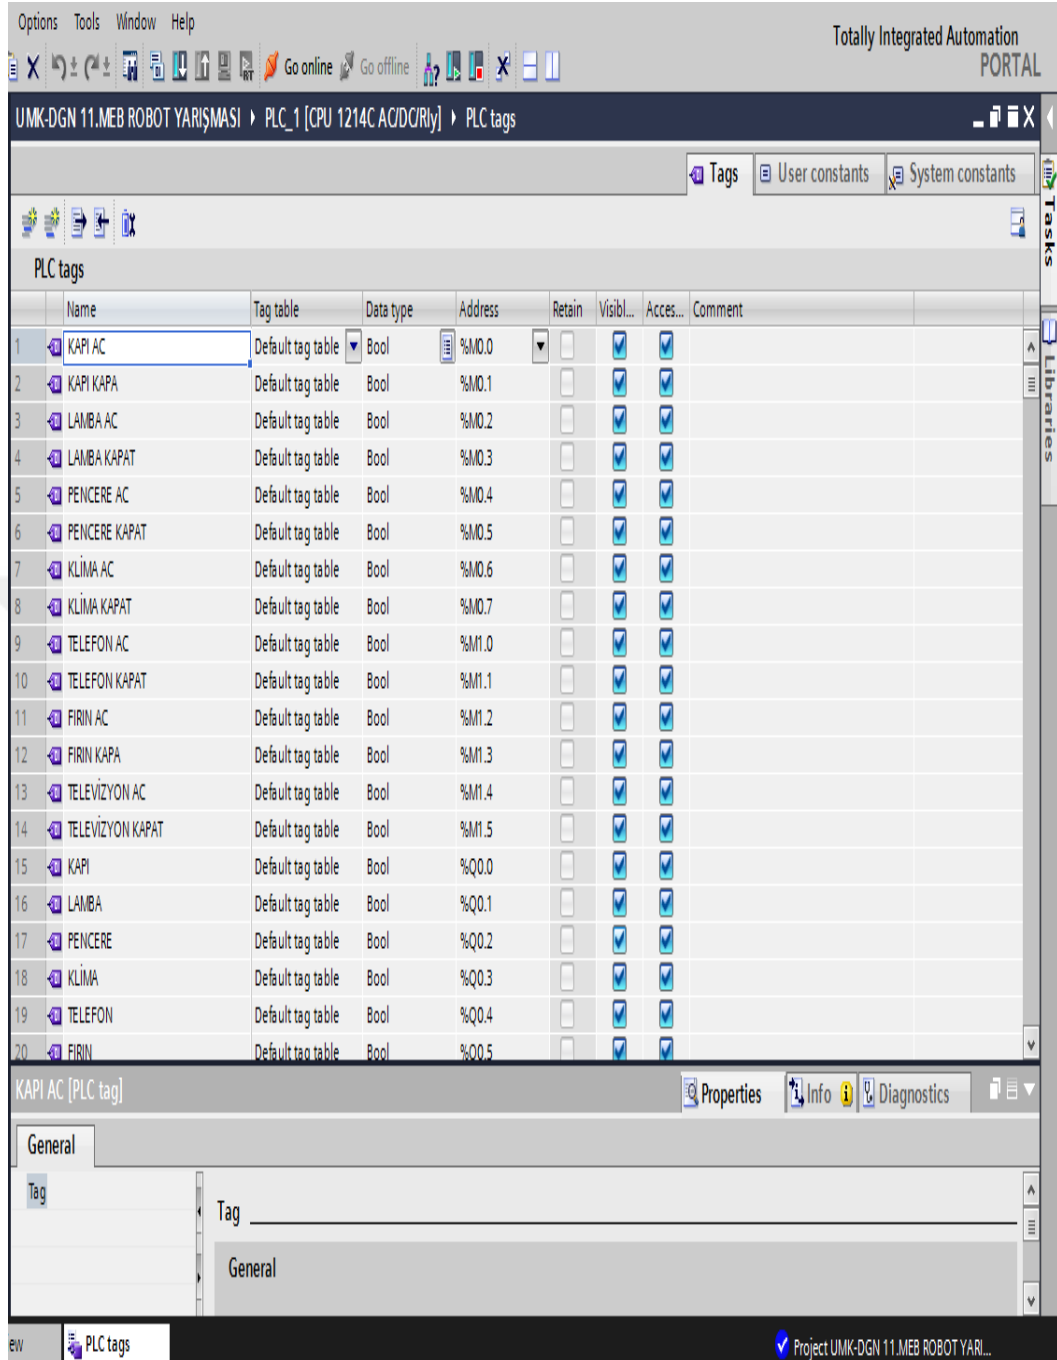 Options Tools Window Help
Totally Integrated Automation
PORTAL
Go online Go offline
UMK-DGN 11.MEB ROBOT YARIŞMASI PLC_1 [CPU 1214C AC/DC/Rly] PLC tags
Tags User constants System constants
Tasks
Libraries
PLC tags
Name Tag table Data type Address Retain Visibl... Acces... Comment
1 KAPI AC Default tag table Bool %M0.0
2 KAPI KAPA Default tag table Bool %M0.1
3 LAMBA AC Default tag table Bool %M0.2
4 LAMBA KAPAT Default tag table Bool %M0.3
5 PENCERE AC Default tag table Bool %M0.4
6 PENCERE KAPAT Default tag table Bool %M0.5
7 KLİMA AC Default tag table Bool %M0.6
8 KLİMA KAPAT Default tag table Bool %M0.7
9 TELEFON AC Default tag table Bool %M1.0
10 TELEFON KAPAT Default tag table Bool %M1.1
11 FIRIN AC Default tag table Bool %M1.2
12 FIRIN KAPA Default tag table Bool %M1.3
13 TELEVİZYON AC Default tag table Bool %M1.4
14 TELEVİZYON KAPAT Default tag table Bool %M1.5
15 KAPI Default tag table Bool %Q0.0
16 LAMBA Default tag table Bool %Q0.1
17 PENCERE Default tag table Bool %Q0.2
18 KLİMA Default tag table Bool %Q0.3
19 TELEFON Default tag table Bool %Q0.4
20 FIRIN Default tag table Bool %Q0.5
KAPI AC [PLC tag]
Properties Info Diagnostics
General
Tag
Tag
General
ew PLC tags
Project UMK-DGN 11.MEB ROBOT YARI...